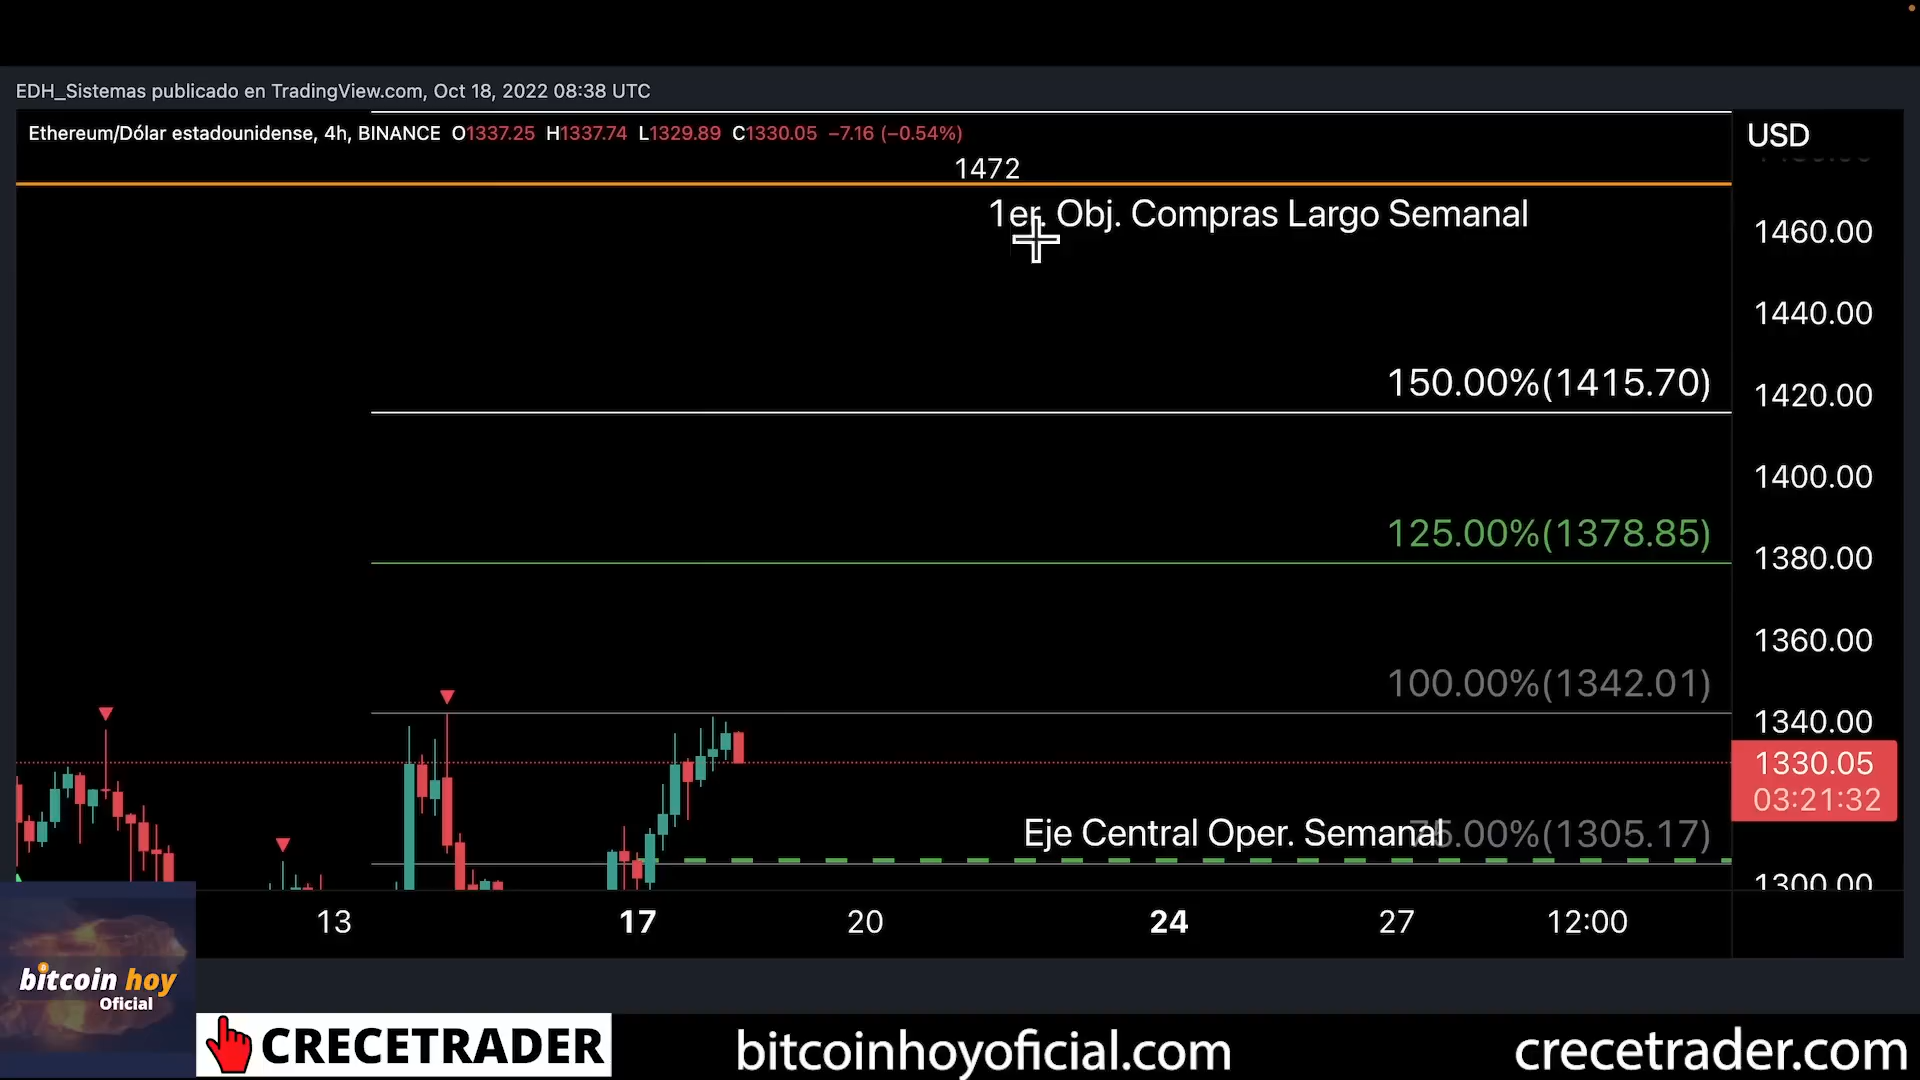 EDH_Sistemas publicado en TradingView.com, Oct 18, 2022 08:38 UTC
Ethereum/Dólar estadounidense, 4h, BINANCE O1337.25 H1337.74 L1329.89 C1330.05 −7.16 (−0.54%)
USD
1472
1er. Obj. Compras Largo Semanal
1460.00
1440.00
150.00%(1415.70)
1420.00
1400.00
125.00%(1378.85)
1380.00
1360.00
100.00%(1342.01)
1340.00
1330.05
03:21:32
Eje Central Oper. Semanal
75.00%(1305.17)
1300.00
13 17 20 24 27 12:00
bitcoin hoy
Oficial
CRECETRADER
bitcoinhoyoficial.com
crecetrader.com